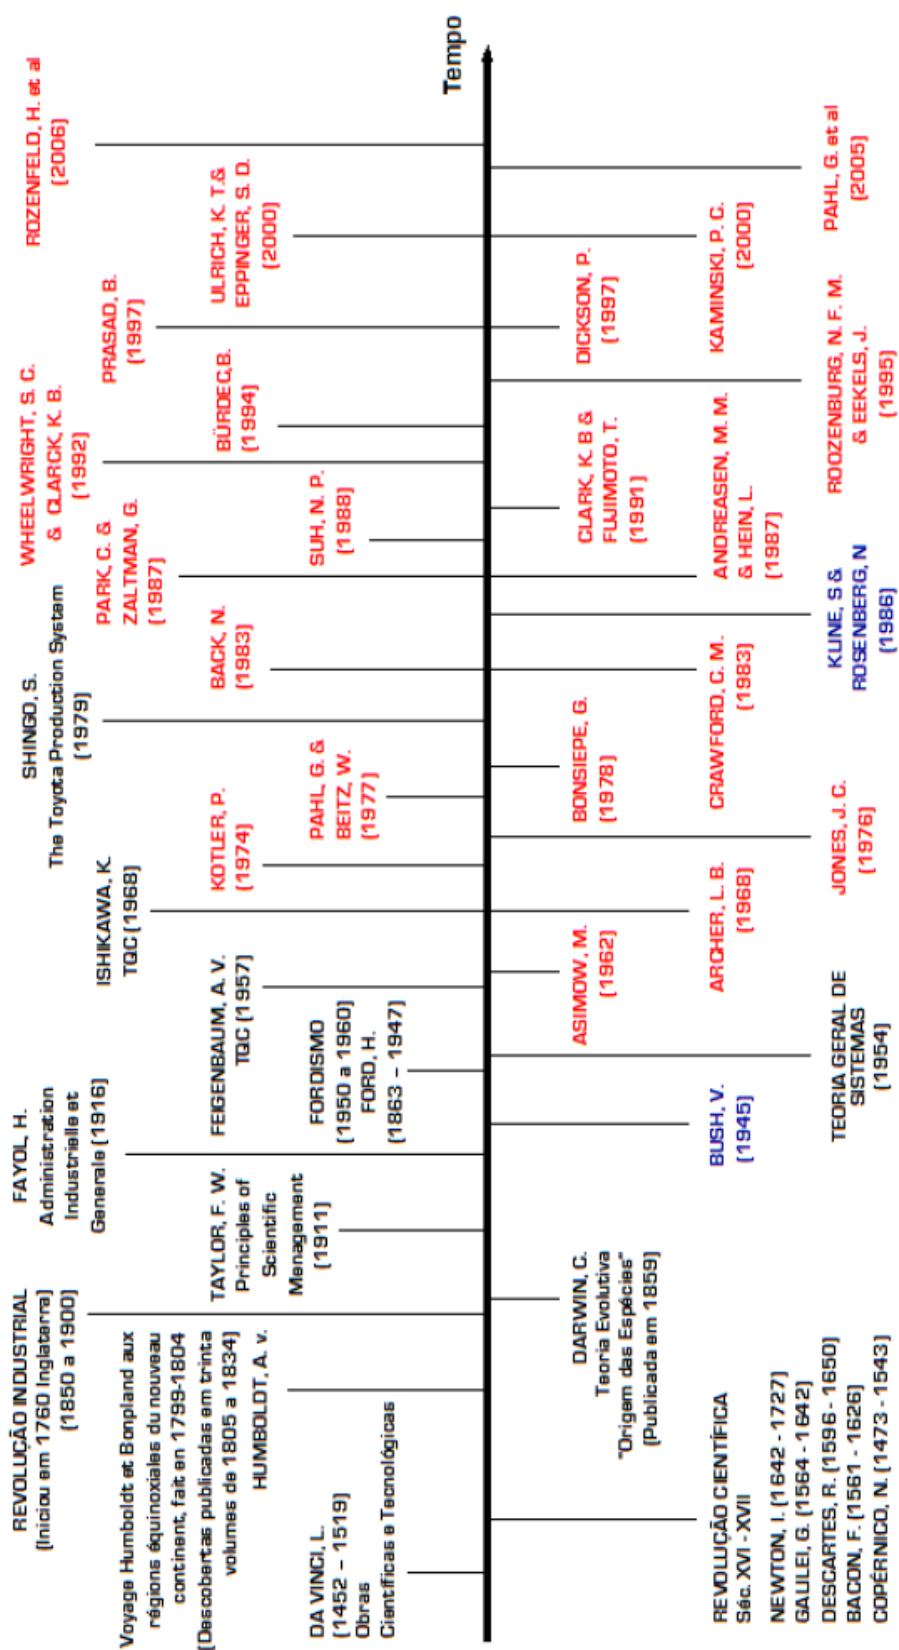 REVOLUÇÃO INDUSTRIAL
(Iniciou em 1760 Inglaterra)
(1850 a 1900)
FAYOL, H.
Administration
Industrielle et
Generale (1916)
ISHIKAWA, K.
TQC (1968)
SHINGO, S.
The Toyota Production System
(1979)
PARK, C. &
ZALTMAN, G.
(1987)
WHEELWRIGHT, S. C.
& CLARCK, K. B.
(1992)
PRASAD, B.
(1997)
ROZENFELD, H. et al
(2006)
Voyage Humboldt et Bonpland aux
régions équinoxiales du nouveau
continent, fait en 1799-1804
(Descobertas publicadas em trinta
volumes de 1805 a 1834)
HUMBOLDT, A. v.
TAYLOR, F. W.
Principles of
Scientific
Menagement
(1911)
FEIGENBAUM, A. V.
TQC (1957)
KOTLER, P.
(1974)
BACK, N.
(1983)
BÜRDEC,B.
(1994)
ULRICH, K. T.&
EPPINGER, S. D.
(2000)
DA VINCI, L.
(1452 – 1519)
Obras
Científicas e Tecnológicas
FORDISMO
(1950 a 1960)
FORD, H.
(1863 – 1947)
PAHL G. &
BEITZ, W.
(1977)
SUH, N. P.
(1988)
Tempo
DARWIN, C.
Teoria Evolutiva
"Origem das Espécies"
(Publicada em 1859)
ASIMOW, M.
(1962)
BONSIEPE, G.
(1978)
CLARK, K. B &
FUJIMOTO, T.
(1991)
DICKSON, P.
(1997)
REVOLUÇÃO CIENTÍFICA
Séc. XVI - XVII
NEWTON, I. (1642 - 1727)
GALILEI, G. (1564 - 1642)
DESCARTES, R. (1596 - 1650)
BACON, F. (1561 - 1626)
COPÉRNICO, N. (1473 - 1543)
BUSH, V.
(1945)
ARCHER, L. B.
(1968)
CRAWFORD, C. M.
(1983)
ANDREASEN, M. M.
& HEIN, L.
(1987)
KAMINSKI, P. C.
(2000)
TEORIA GERAL DE
SISTEMAS
(1954)
JONES, J. C.
(1976)
KLINE, S &
ROSENBERG, N
(1986)
ROOZENBURG, N. F. M.
& EEKELS, J.
(1995)
PAHL, G. et al
(2005)